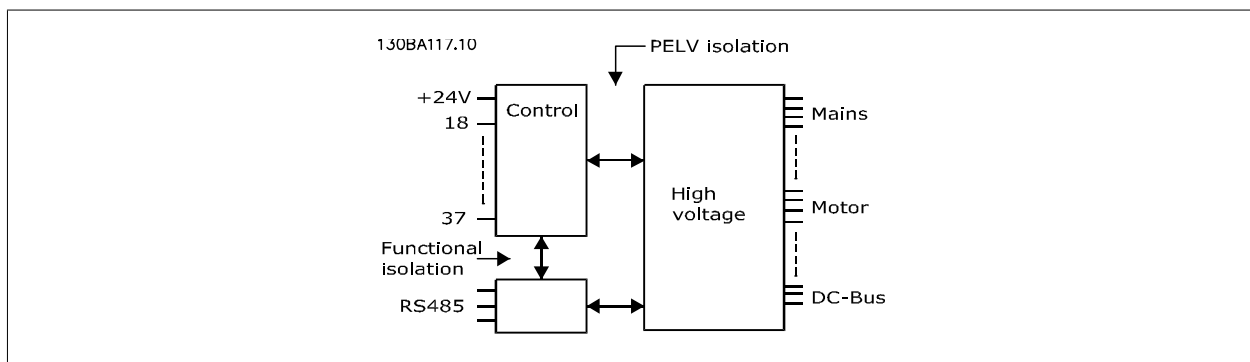 130BA117.10
PELV isolation
+24V
Control
18
Mains
High
voltage
37
Motor
Functional
isolation
RS485
DC-Bus